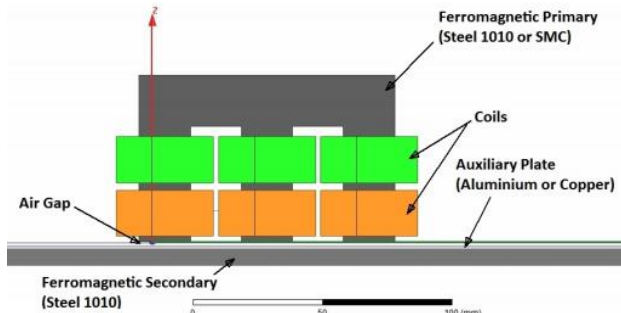 z
Ferromagnetic Primary
(Steel 1010 or SMC)
Coils
Auxiliary Plate
(Aluminium or Copper)
Air Gap
Ferromagnetic Secondary
(Steel 1010)
0 50 100 (mm)